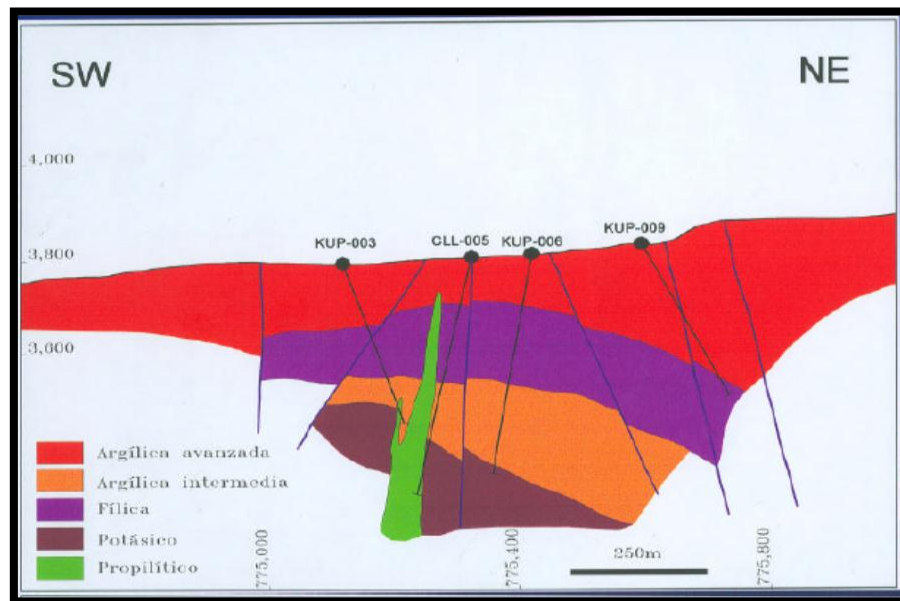 SW
NE
4,000
KUP-009
KUP-003
CLL-005
KUP-006
3,800
3,600
Argílica avanzada
Argílica intermedia
Fílica
Potásico
Propilítico
775,000
775,400
775,800
250m